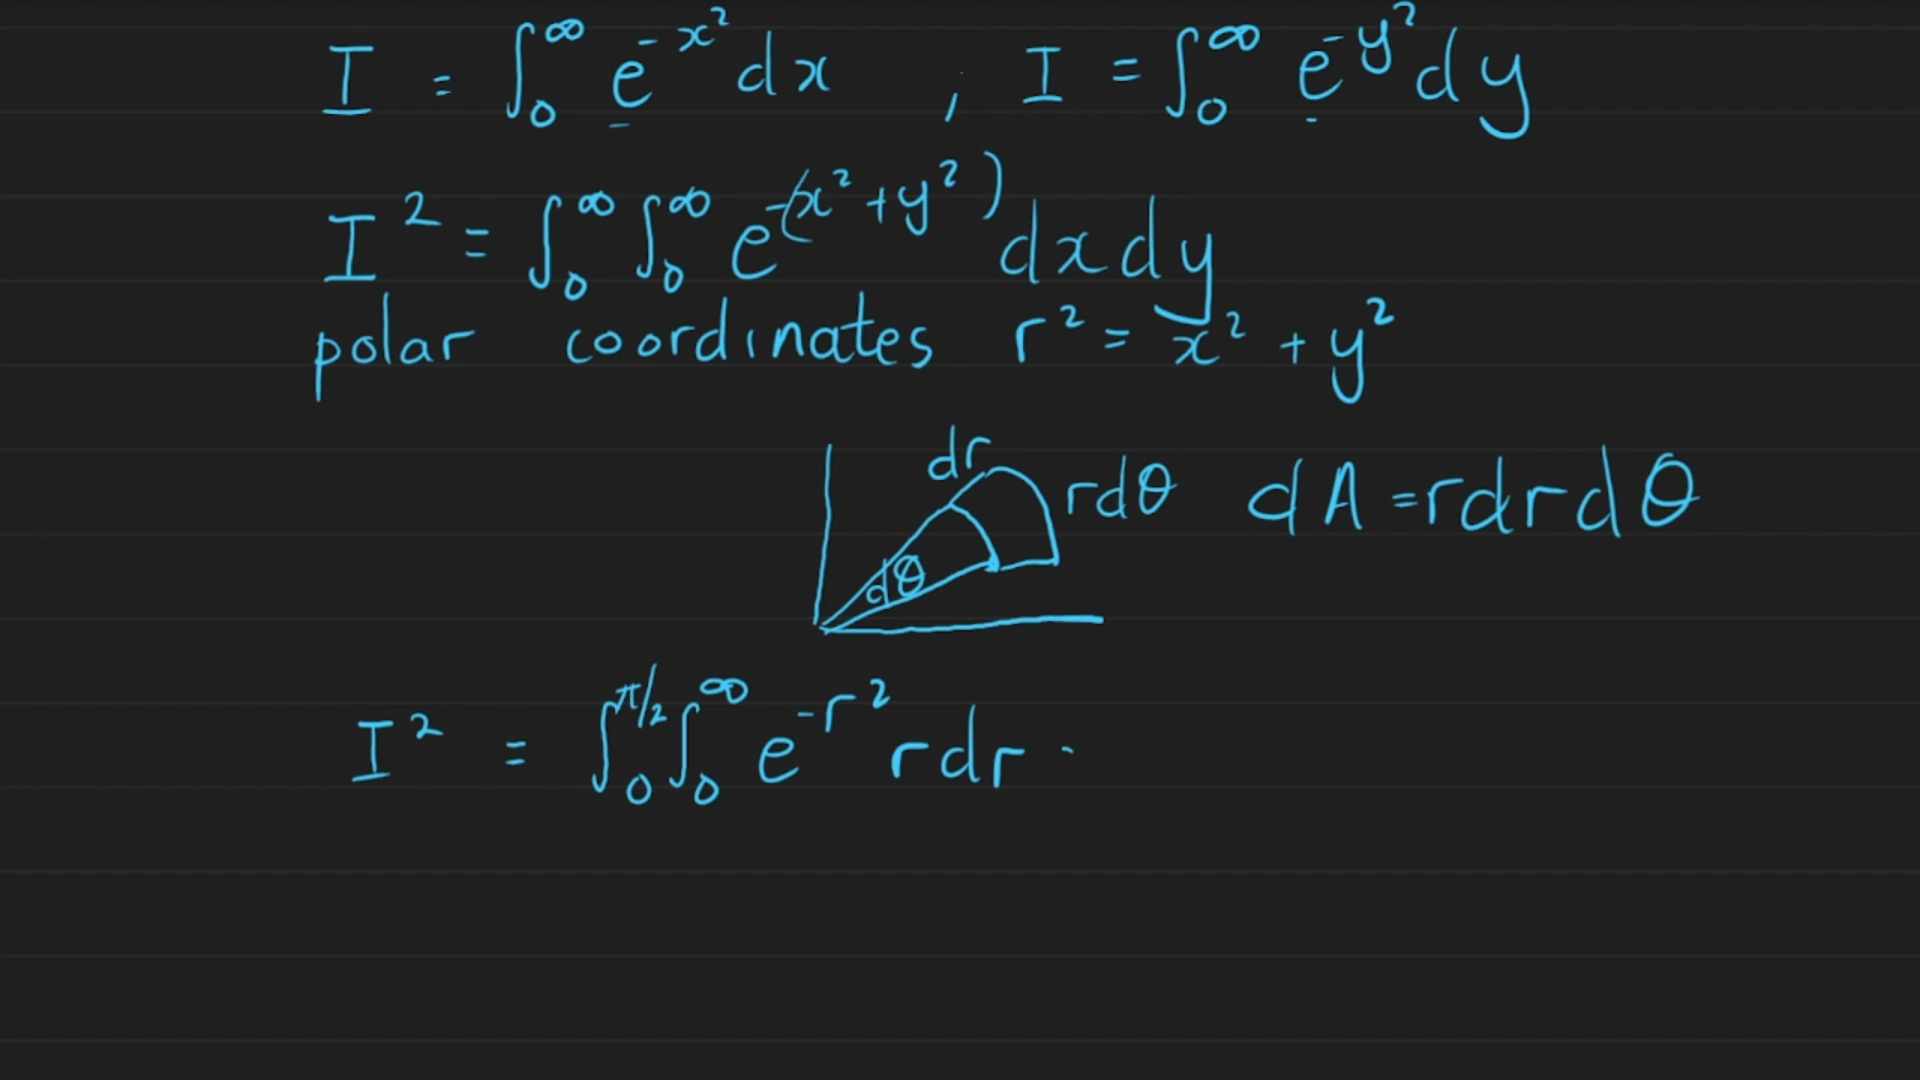 I = ∫₀^∞ e^{-x²} dx , I = ∫₀^∞ e^{-y²} dy
I² = ∫₀^∞ ∫₀^∞ e^{-(x²+y²)} dx dy
polar coordinates r² = x² + y²
dr
rdθ dA = rdrdθ
dθ
I² = ∫₀^{π/2} ∫₀^∞ e^{-r²} rdr